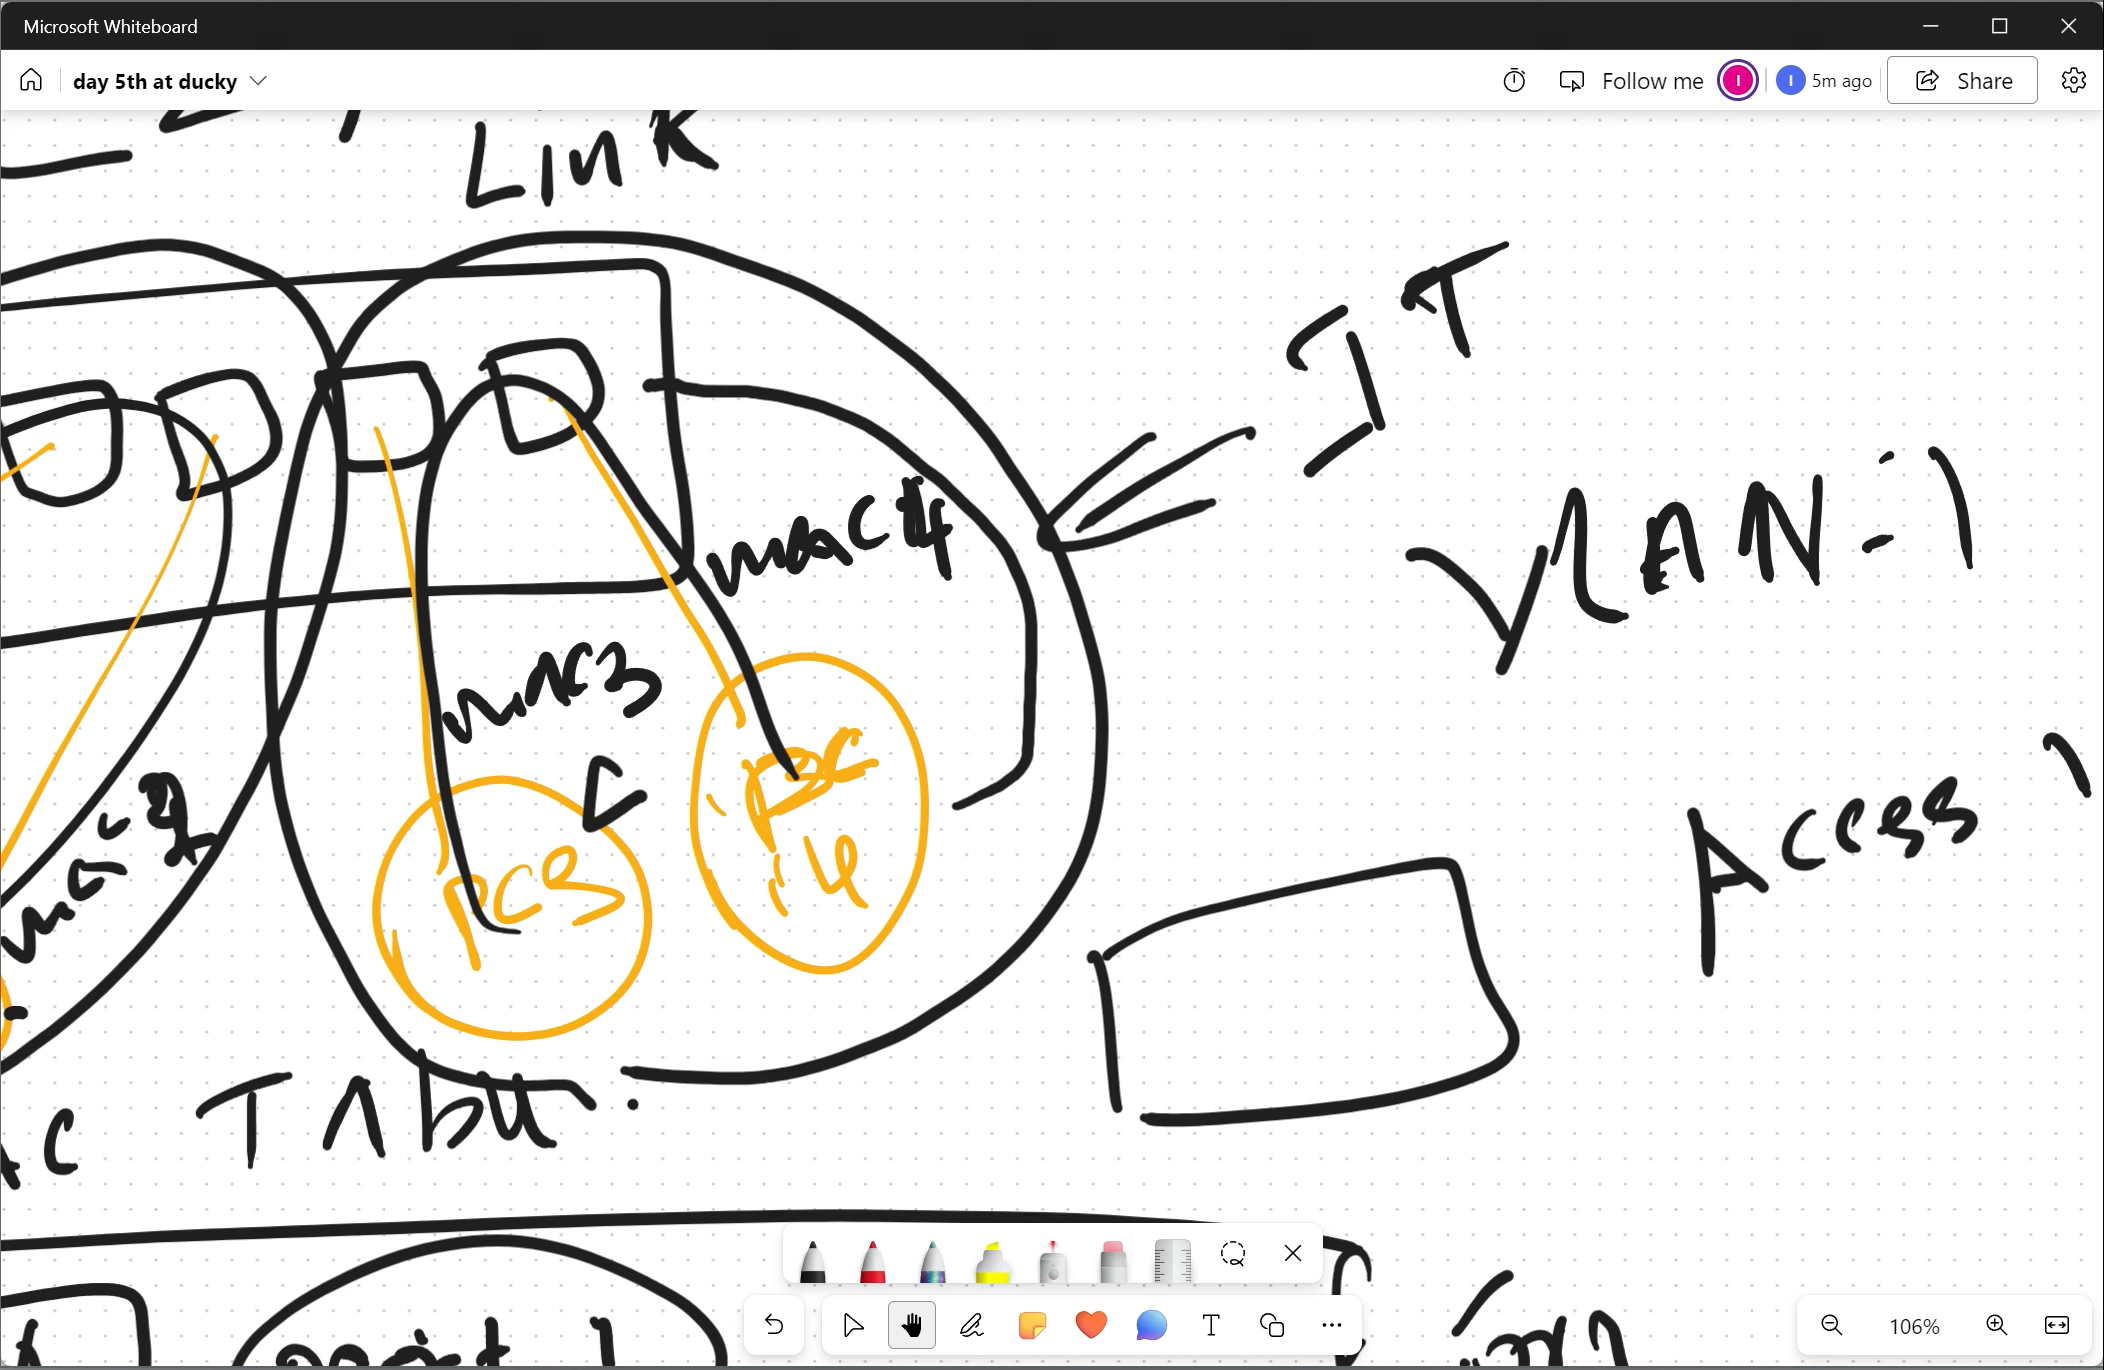 Microsoft Whiteboard
day 5th at ducky
Follow me
I
I
5m ago
Share
Link
IT
VLAN-1
MAC4
MAC3
Access
mac2
PC
4
PC3
Table
T
106%